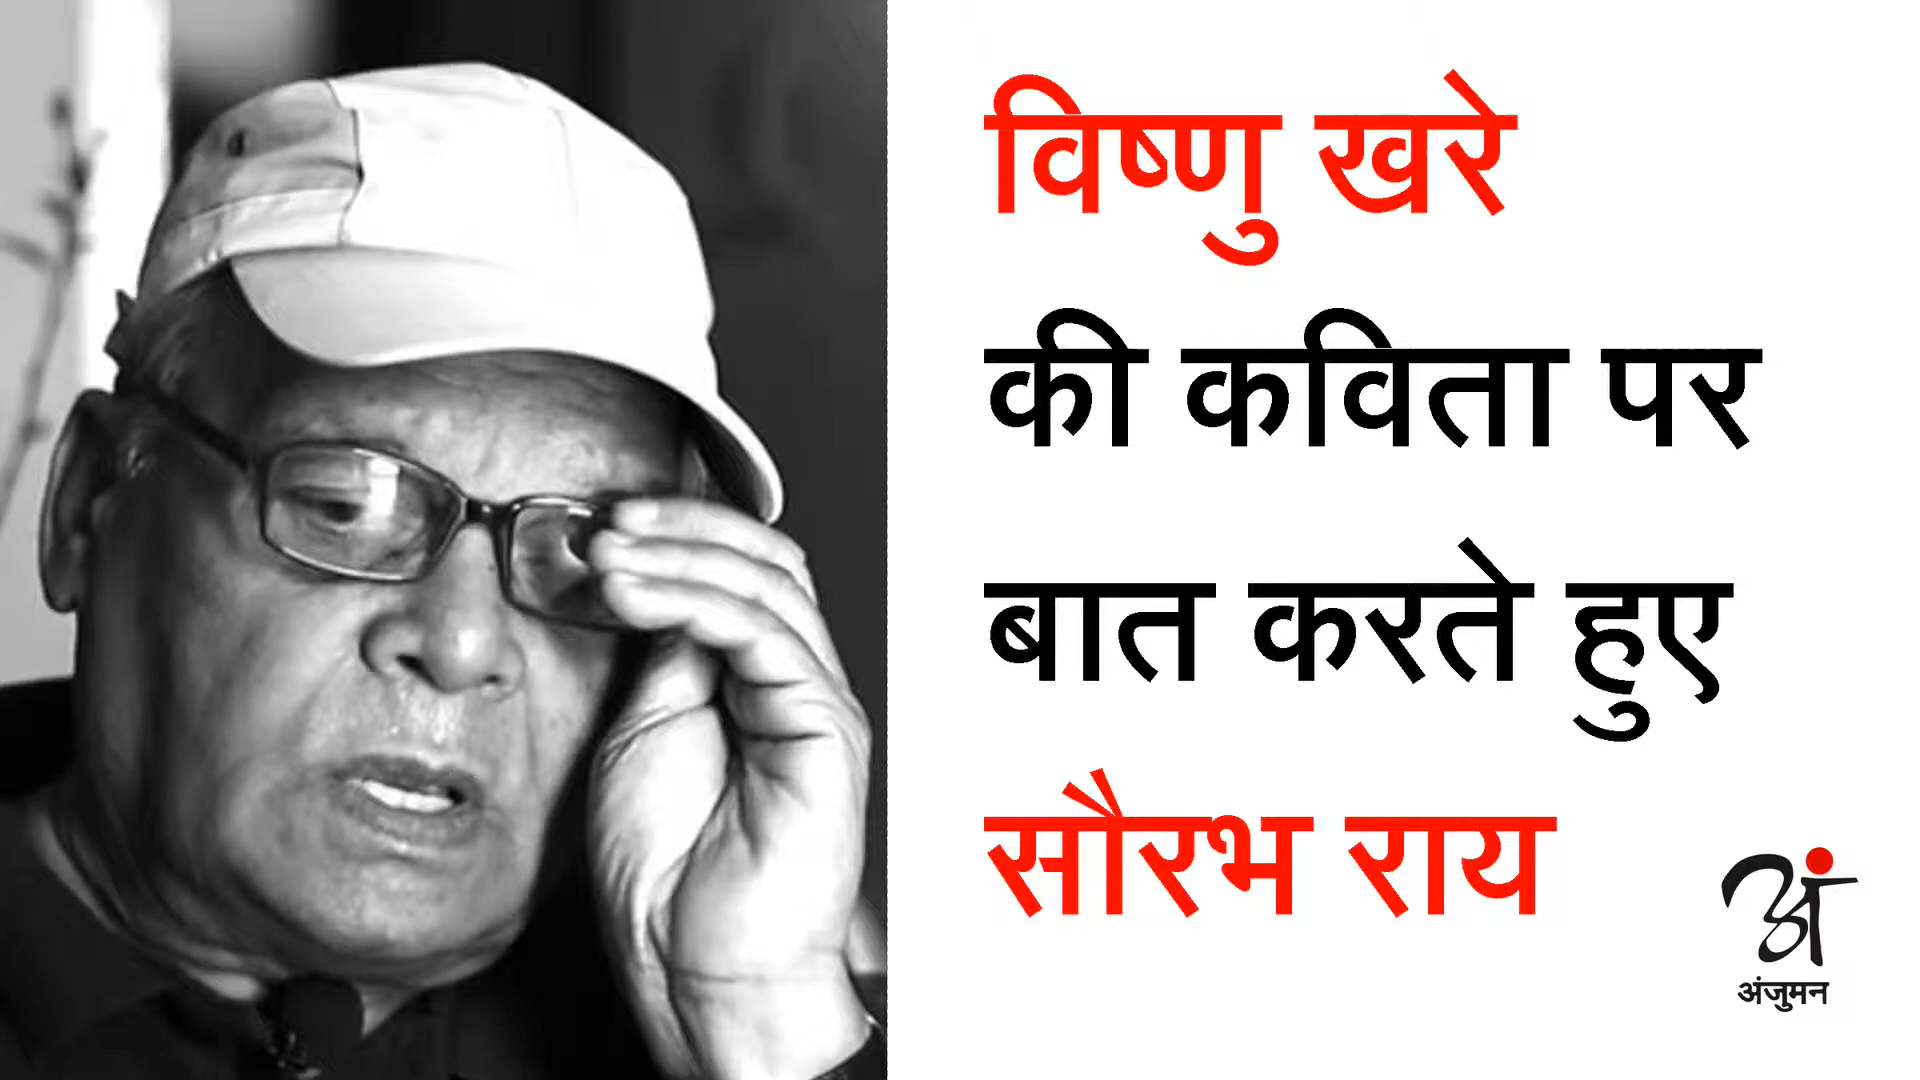 विष्णु खरे
की कविता पर
बात करते हुए
सौरभ राय
अं
अंजुमन